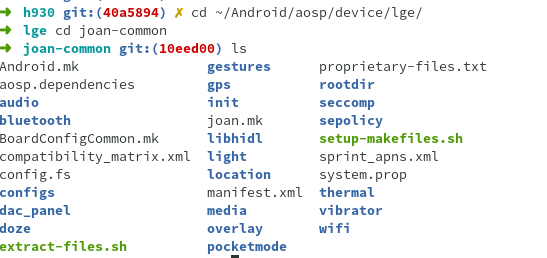 ➜ h930 git:(40a5894) ✗ cd ~/Android/aosp/device/lge/
➜ lge cd joan-common
➜ joan-common git:(10eed00) ls
Android.mk gestures proprietary-files.txt
aosp.dependencies gps rootdir
audio init seccomp
bluetooth joan.mk sepolicy
BoardConfigCommon.mk libhidl setup-makefiles.sh
compatibility_matrix.xml light sprint_apns.xml
config.fs location system.prop
configs manifest.xml thermal
dac_panel media vibrator
doze overlay wifi
extract-files.sh pocketmode